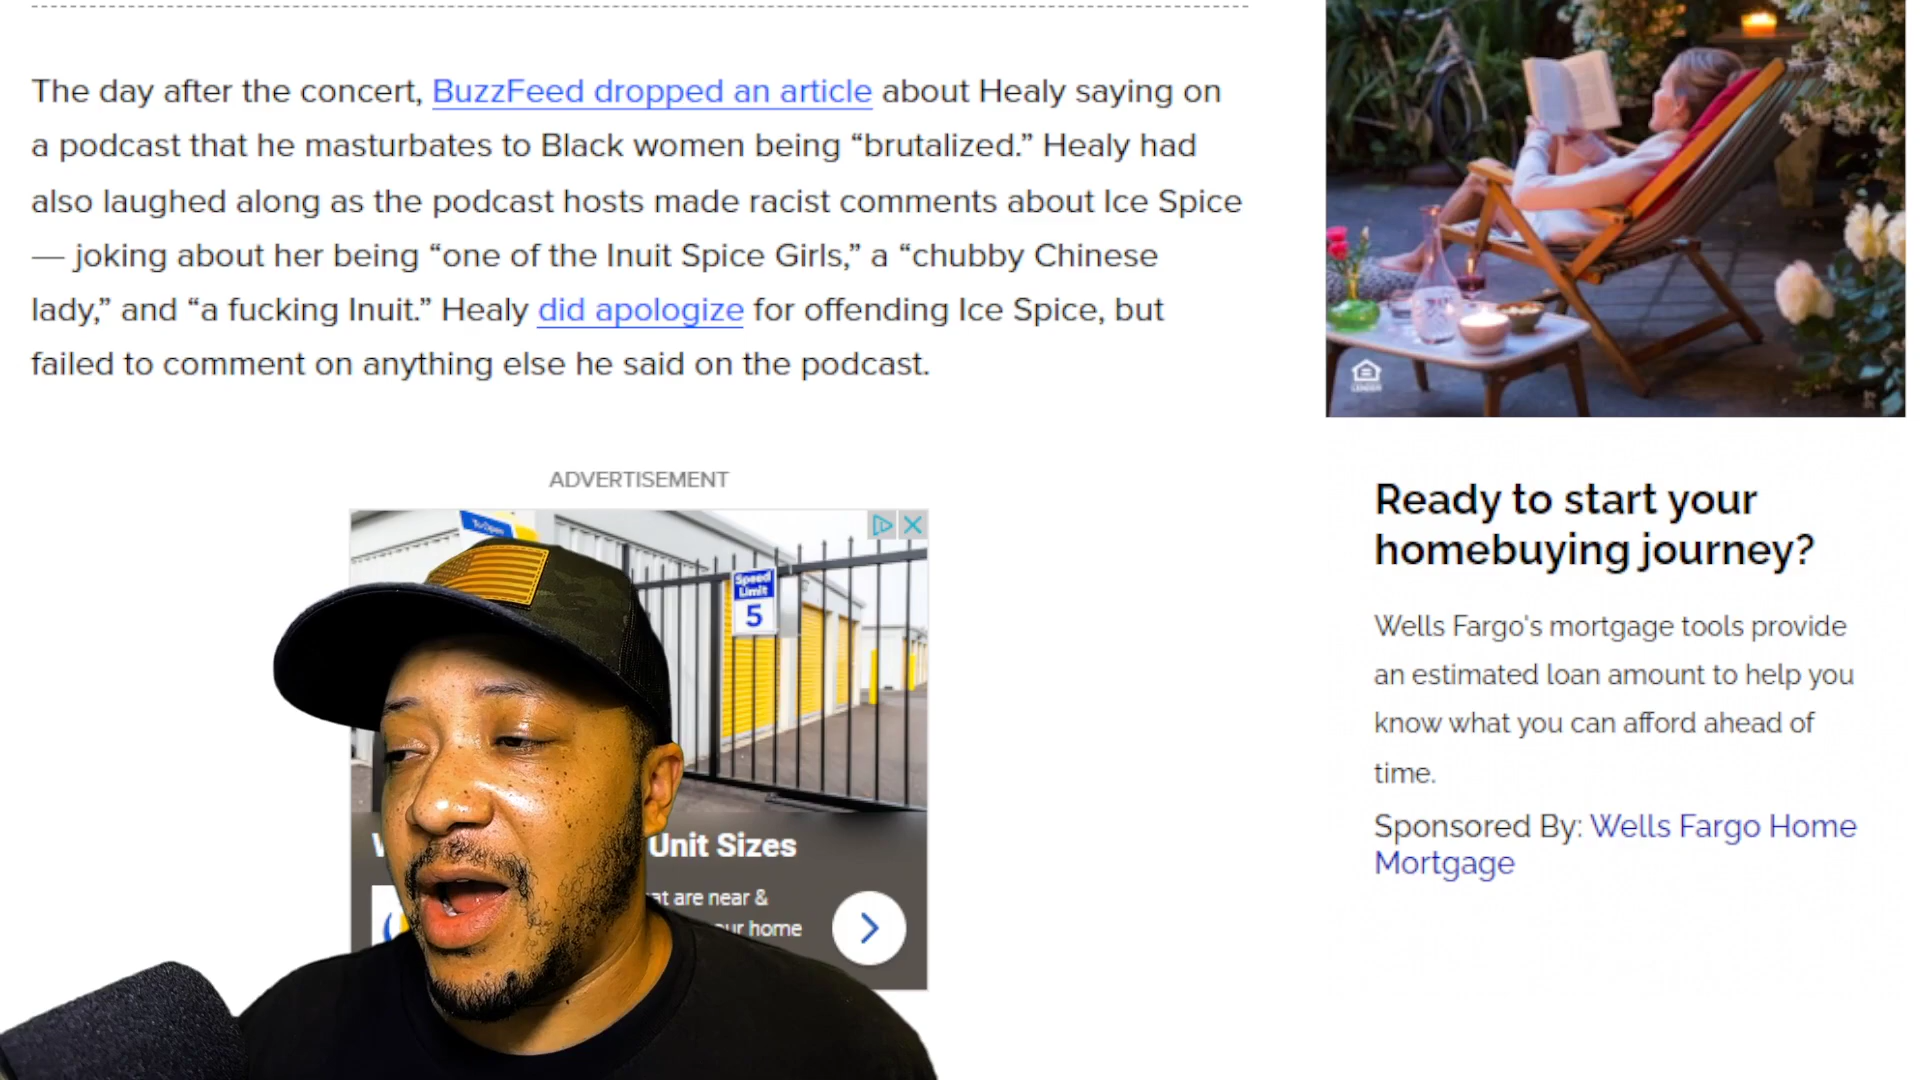 The day after the concert, BuzzFeed dropped an article about Healy saying on
a podcast that he masturbates to Black women being “brutalized.” Healy had
also laughed along as the podcast hosts made racist comments about Ice Spice
— joking about her being “one of the Inuit Spice Girls,” a “chubby Chinese
lady,” and “a fucking Inuit.” Healy did apologize for offending Ice Spice, but
failed to comment on anything else he said on the podcast.
ADVERTISEMENT
To Open
Speed
Limit
5
Unit Sizes
at are near &
our home
LENDER
Ready to start your
homebuying journey?
Wells Fargo's mortgage tools provide
an estimated loan amount to help you
know what you can afford ahead of
time.
Sponsored By: Wells Fargo Home
Mortgage